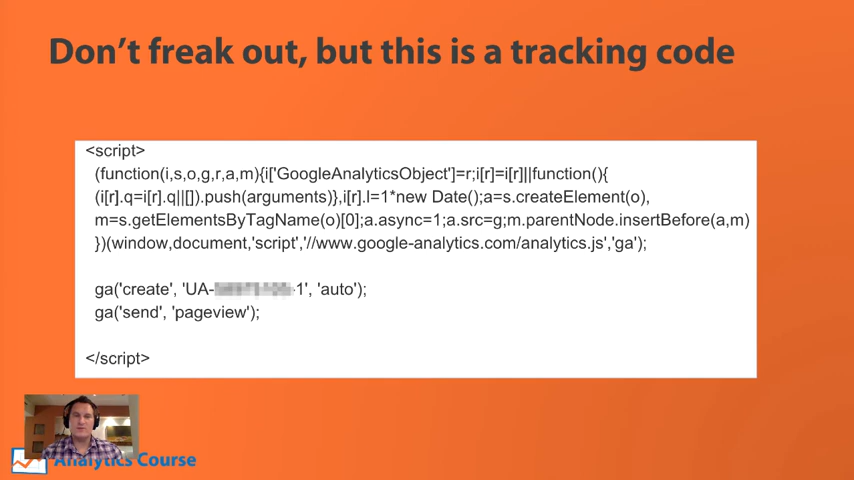 Don't freak out, but this is a tracking code
<script>
(function(i,s,o,g,r,a,m){i['GoogleAnalyticsObject']=r;i[r]=i[r]||function(){
(i[r].q=i[r].q||[]).push(arguments)},i[r].l=1*new Date();a=s.createElement(o),
m=s.getElementsByTagName(o)[0];a.async=1;a.src=g;m.parentNode.insertBefore(a,m)
})(window,document,'script','//www.google-analytics.com/analytics.js','ga');
ga('create', 'UA- -1', 'auto');
ga('send', 'pageview');
</script>
Analytics Course